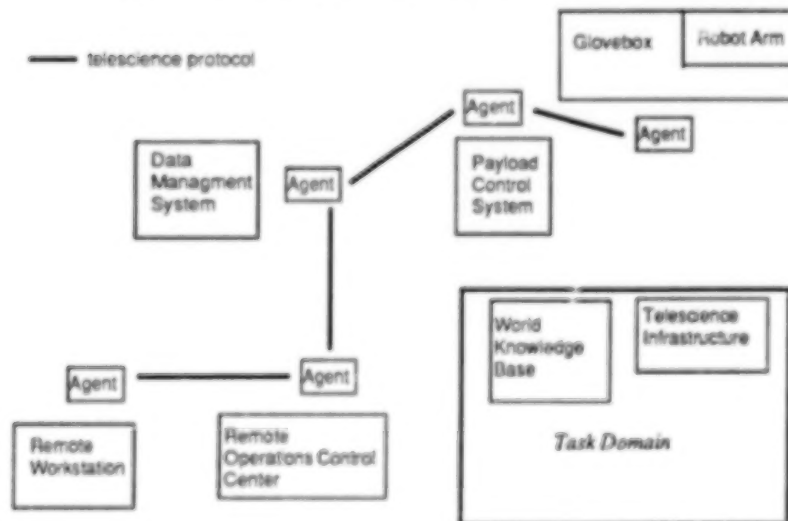 telescience protocol
Glovebox
Robot Arm
Agent
Agent
Data
Managment
System
Agent
Payload
Control
System
World
Knowledge
Base
Telescience
Infrastructure
Agent
Agent
Remote
Workstation
Remote
Operations Control
Center
Task Domain